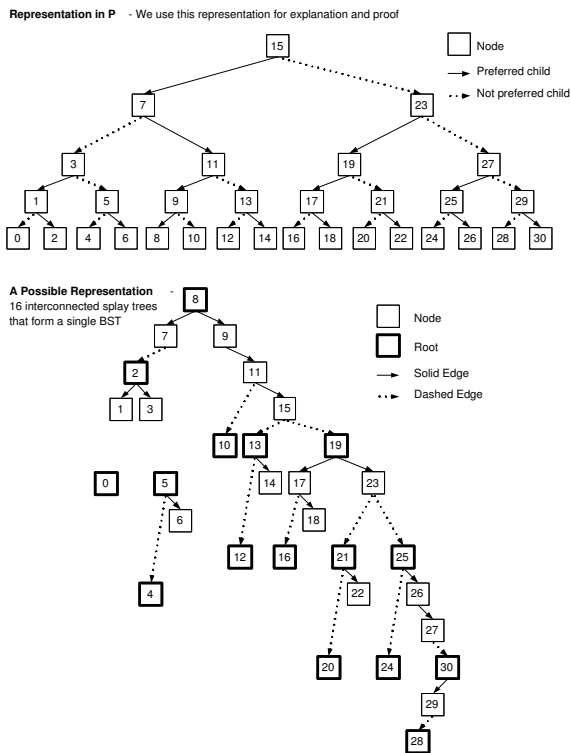 Representation in P - We use this representation for explanation and proof
15
Node
Preferred child
Not preferred child
7 23
3 11 19 27
1 5 9 13 17 21 25 29
0 2 4 6 8 10 12 14 16 18 20 22 24 26 28 30
A Possible Representation -
16 interconnected splay trees
that form a single BST
8
Node
7 9
Root
2 11
Solid Edge
Dashed Edge
1 3 15
10 13 19
0 5 14 17 23
6 18
12 16 21 25
4 22 26
27
20 24 30
29
28